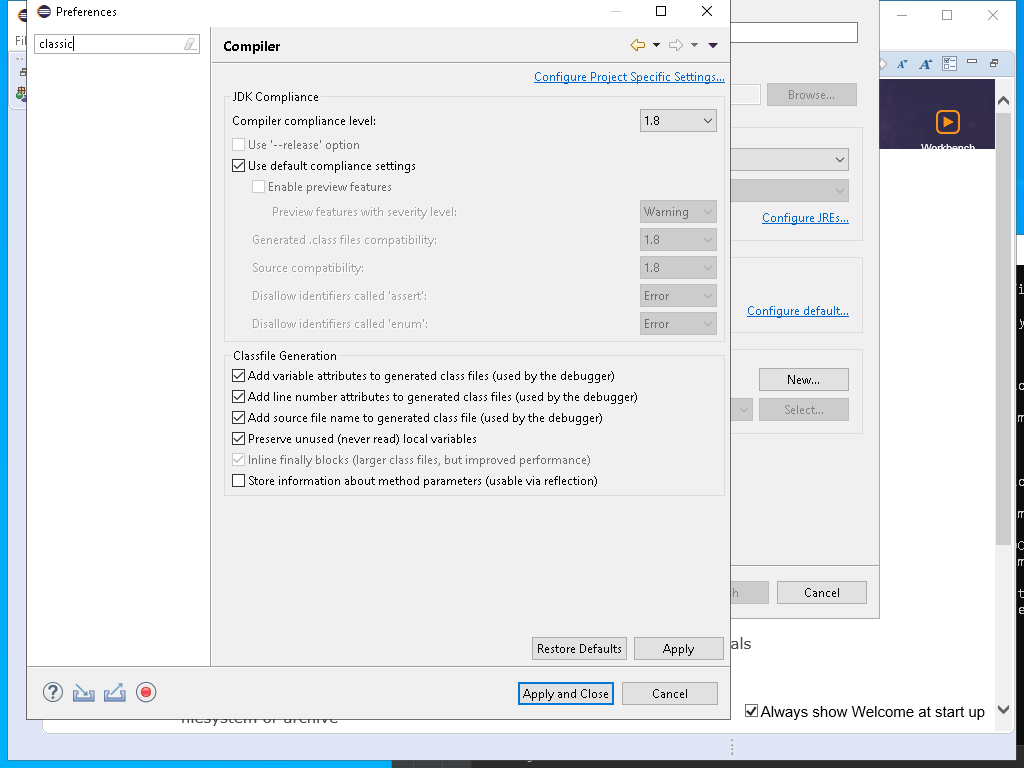 Preferences
classic
Compiler
Configure Project Specific Settings...
JDK Compliance
Compiler compliance level:
1.8
Use '--release' option
Use default compliance settings
Enable preview features
Preview features with severity level:
Warning
Generated .class files compatibility:
1.8
Source compatibility:
1.8
Disallow identifiers called 'assert':
Error
Disallow identifiers called 'enum':
Error
Classfile Generation
Add variable attributes to generated class files (used by the debugger)
Add line number attributes to generated class files (used by the debugger)
Add source file name to generated class file (used by the debugger)
Preserve unused (never read) local variables
Inline finally blocks (larger class files, but improved performance)
Store information about method parameters (usable via reflection)
Restore Defaults
Apply
Apply and Close
Cancel
Browse...
Configure JREs...
Configure default...
New...
Select...
Cancel
Workbench
filesystem or archive
Always show Welcome at start up